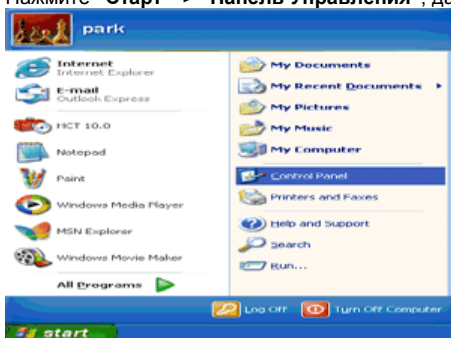 Нажмите "Старт" -> "Панель Управления", да
park
Internet
Internet Explorer
E-mail
Outlook Express
HCT 10.0
Notepad
Paint
Windows Media Player
MSN Explorer
Windows Movie Maker
All Programs
My Documents
My Recent Documents
My Pictures
My Music
My Computer
Control Panel
Printers and Faxes
Help and Support
Search
Run...
Log Off
Turn Off Computer
start